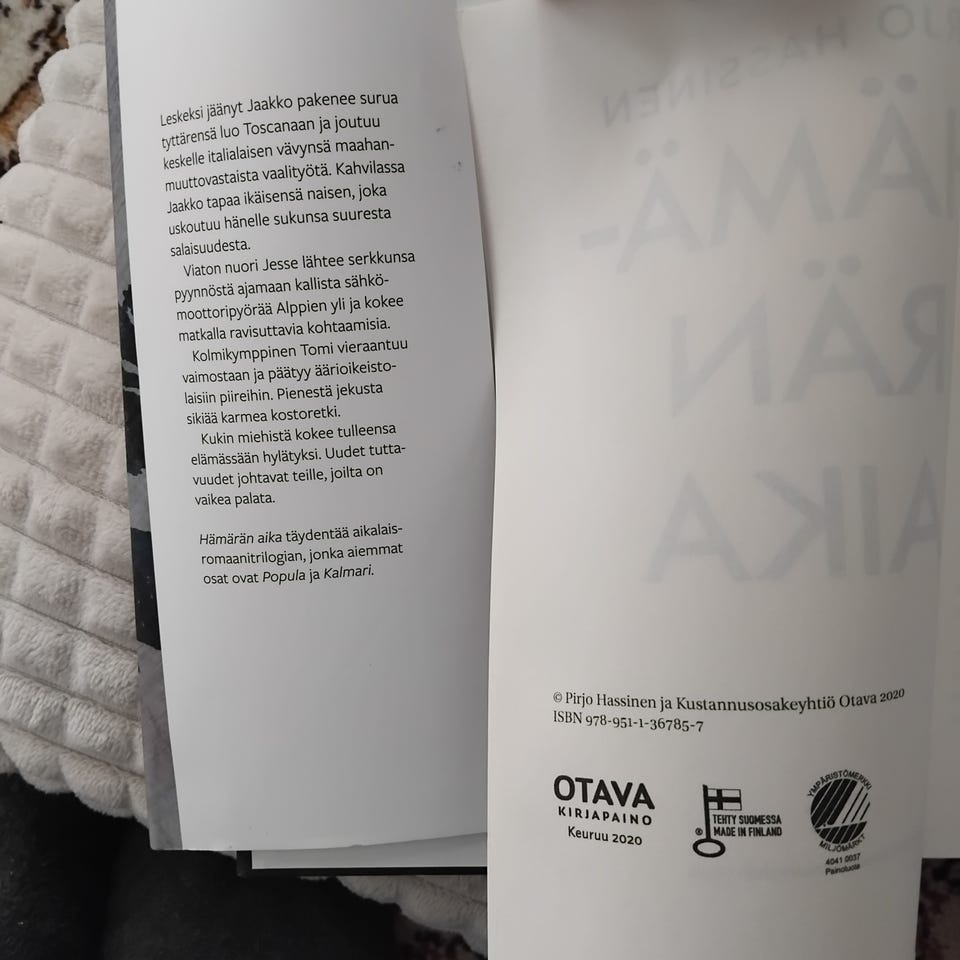 Leskeksi jäänyt Jaakko pakenee surua
tyttärensä luo Toscanaan ja joutuu
keskelle italialaisen vävynsä maahan-
muuttovastaista vaalityötä. Kahvilassa
Jaakko tapaa ikäisensä naisen, joka
uskoutuu hänelle sukunsa suuresta
salaisuudesta.
Viaton nuori Jesse lähtee serkkunsa
pyynnöstä ajamaan kallista sähkö-
moottoripyörää Alppien yli ja kokee
matkalla ravisuttavia kohtaamisia.
Kolmikymppinen Tomi vieraantuu
vaimostaan ja päätyy äärioikeisto-
laisiin piireihin. Pienestä jekusta
sikiää karmea kostoretki.
Kukin miehistä kokee tulleensa
elämässään hylätyksi. Uudet tutta-
vuudet johtavat teille, joilta on
vaikea palata.
Hämärän aika täydentää aikalais-
romaanitrilogian, jonka aiemmat
osat ovat Popula ja Kalmari.
JO HASSINEN
ÄMÄ-
RÄN
AIKA
© Pirjo Hassinen ja Kustannusosakeyhtiö Otava 2020
ISBN 978-951-1-36785-7
OTAVA
KIRJAPAINO
Keuruu 2020
® TEHTY SUOMESSA
MADE IN FINLAND
YMPÄRISTÖMERKKI
MILJÖMÄRKT
4041 0037
Painotuote